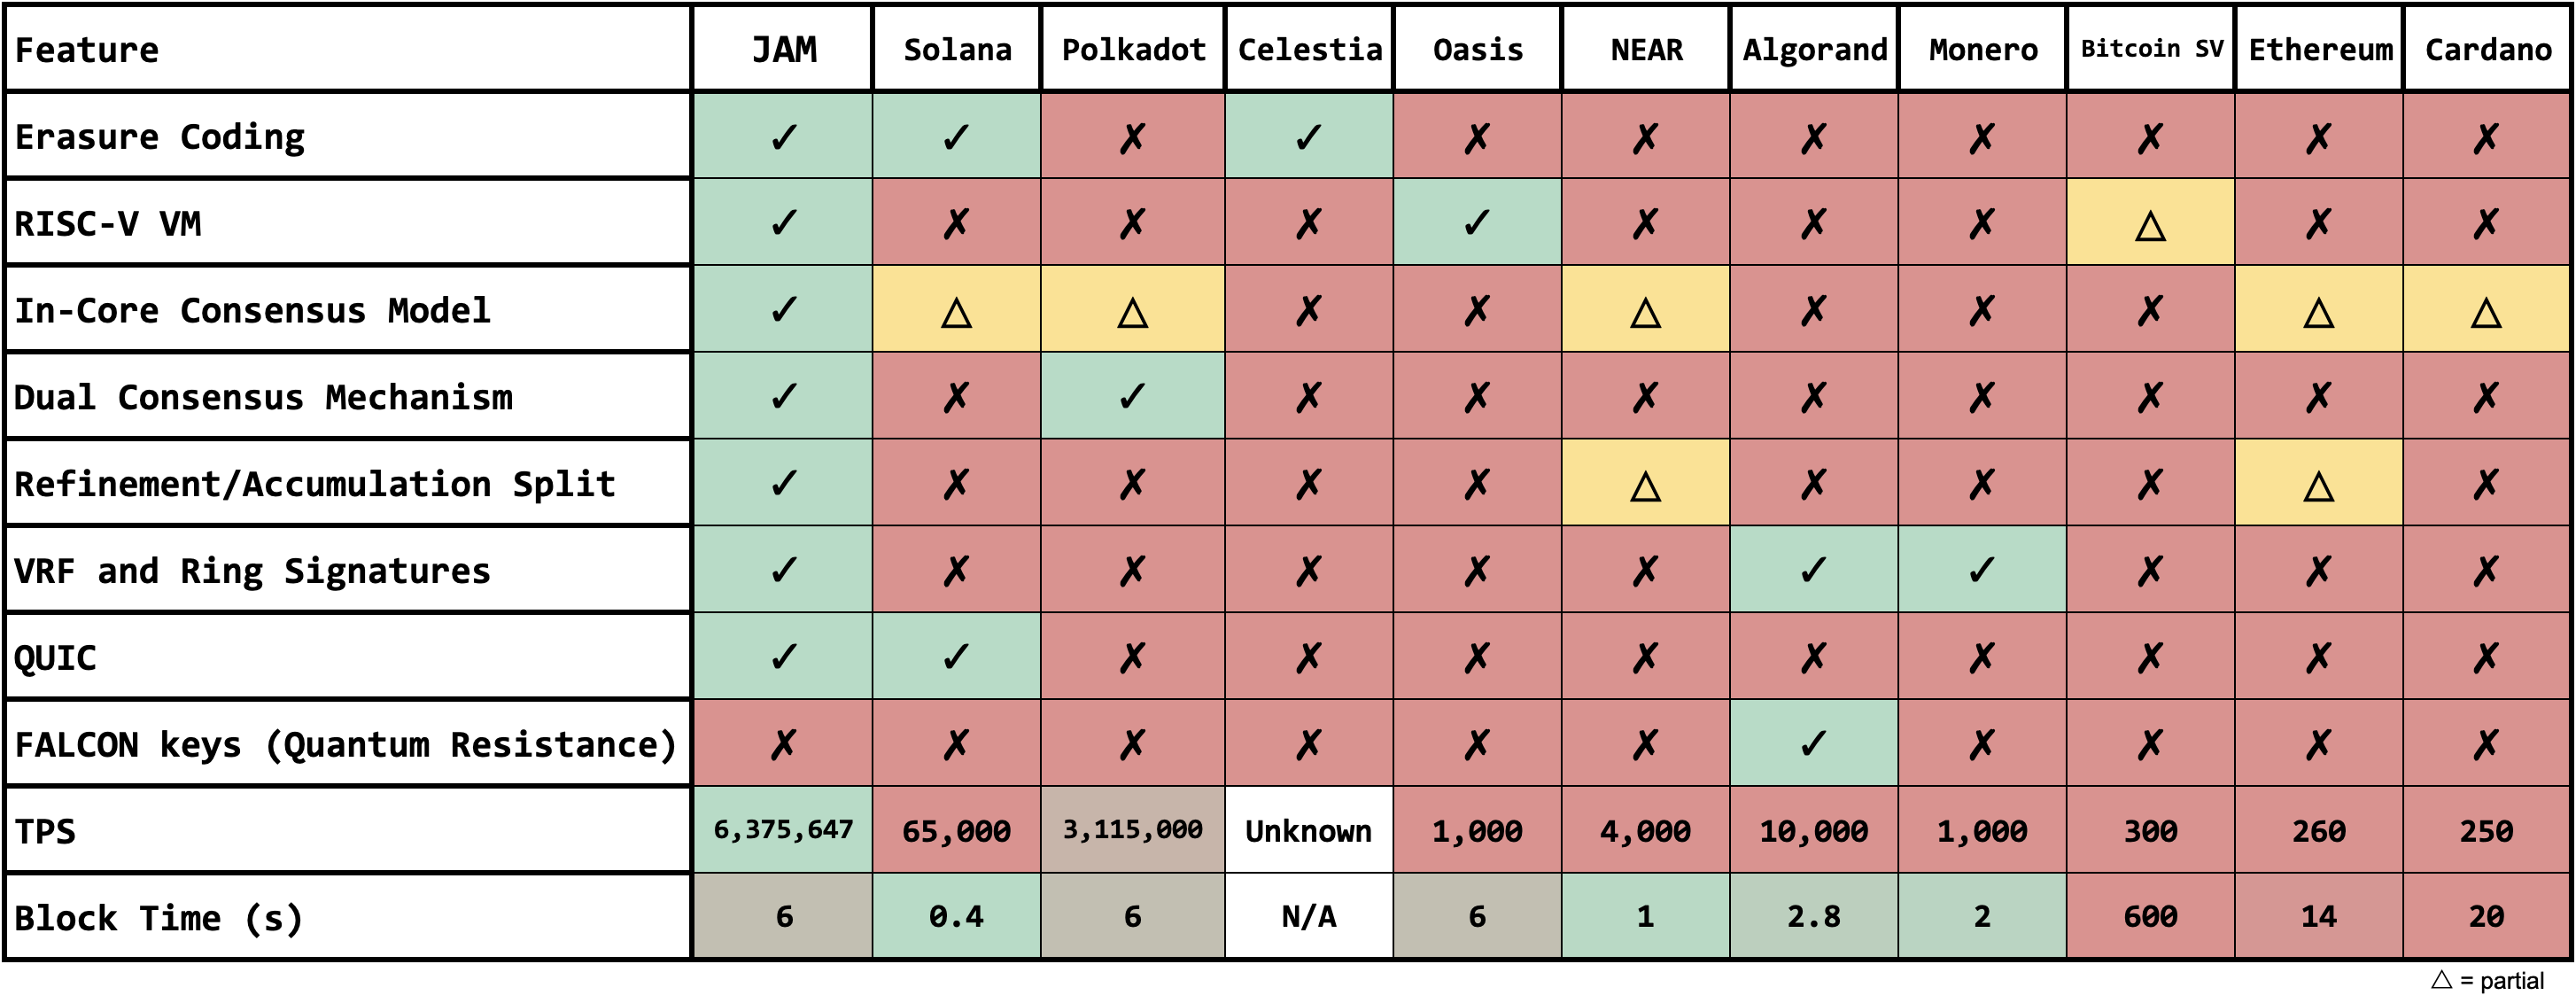 Feature JAM Solana Polkadot Celestia Oasis NEAR Algorand Monero Bitcoin SV Ethereum Cardano
Erasure Coding ✓ ✓ ✗ ✓ ✗ ✗ ✗ ✗ ✗ ✗ ✗
RISC-V VM ✓ ✗ ✗ ✗ ✓ ✗ ✗ ✗ △ ✗ ✗
In-Core Consensus Model ✓ △ △ ✗ ✗ △ ✗ ✗ ✗ △ △
Dual Consensus Mechanism ✓ ✗ ✓ ✗ ✗ ✗ ✗ ✗ ✗ ✗ ✗
Refinement/Accumulation Split ✓ ✗ ✗ ✗ ✗ △ ✗ ✗ ✗ △ ✗
VRF and Ring Signatures ✓ ✗ ✗ ✗ ✗ ✗ ✓ ✓ ✗ ✗ ✗
QUIC ✓ ✓ ✗ ✗ ✗ ✗ ✗ ✗ ✗ ✗ ✗
FALCON keys (Quantum Resistance) ✗ ✗ ✗ ✗ ✗ ✗ ✓ ✗ ✗ ✗ ✗
TPS 6,375,647 65,000 3,115,000 Unknown 1,000 4,000 10,000 1,000 300 260 250
Block Time (s) 6 0.4 6 N/A 6 1 2.8 2 600 14 20
△ = partial